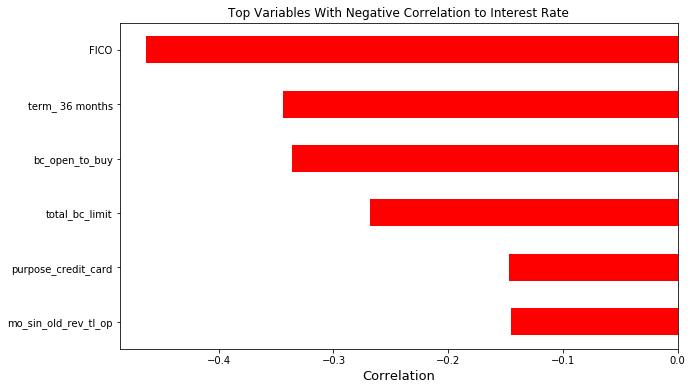 Top Variables With Negative Correlation to Interest Rate
FICO
term_ 36 months
bc_open_to_buy
total_bc_limit
purpose_credit_card
mo_sin_old_rev_tl_op
−0.4 −0.3 −0.2 −0.1 0.0
Correlation